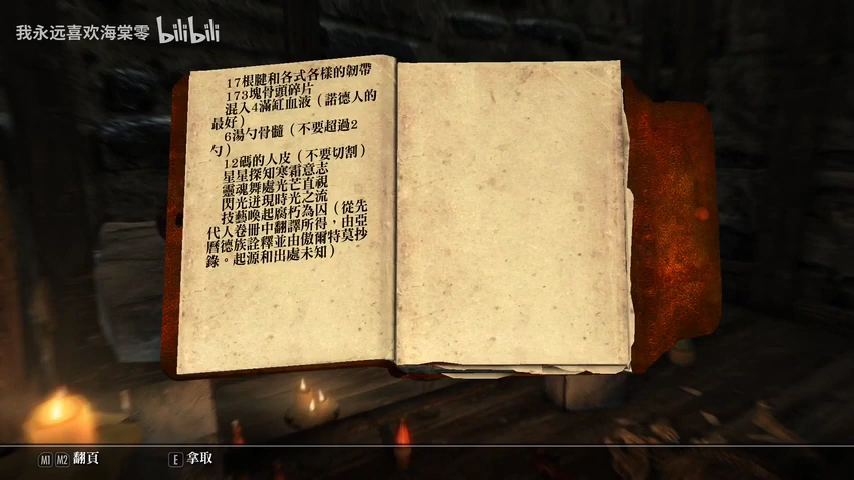 我永远喜欢海棠零 bilibili
17根腱和各式各樣的韌帶
173塊骨頭碎片
混入4滿缸血液（諾德人的
最好）
6湯勺骨髓（不要超過2
勺）
12碼的人皮（不要切割）
星星探知寒霜意志
靈魂舞處光芒直視
閃光迸現時光之流
技藝喚起腐朽為囚（從先
代人卷冊中翻譯所得，由亞
曆德族詮釋並由傲爾特莫抄
錄。起源和出處未知）
M1 M2 翻頁
E 拿取